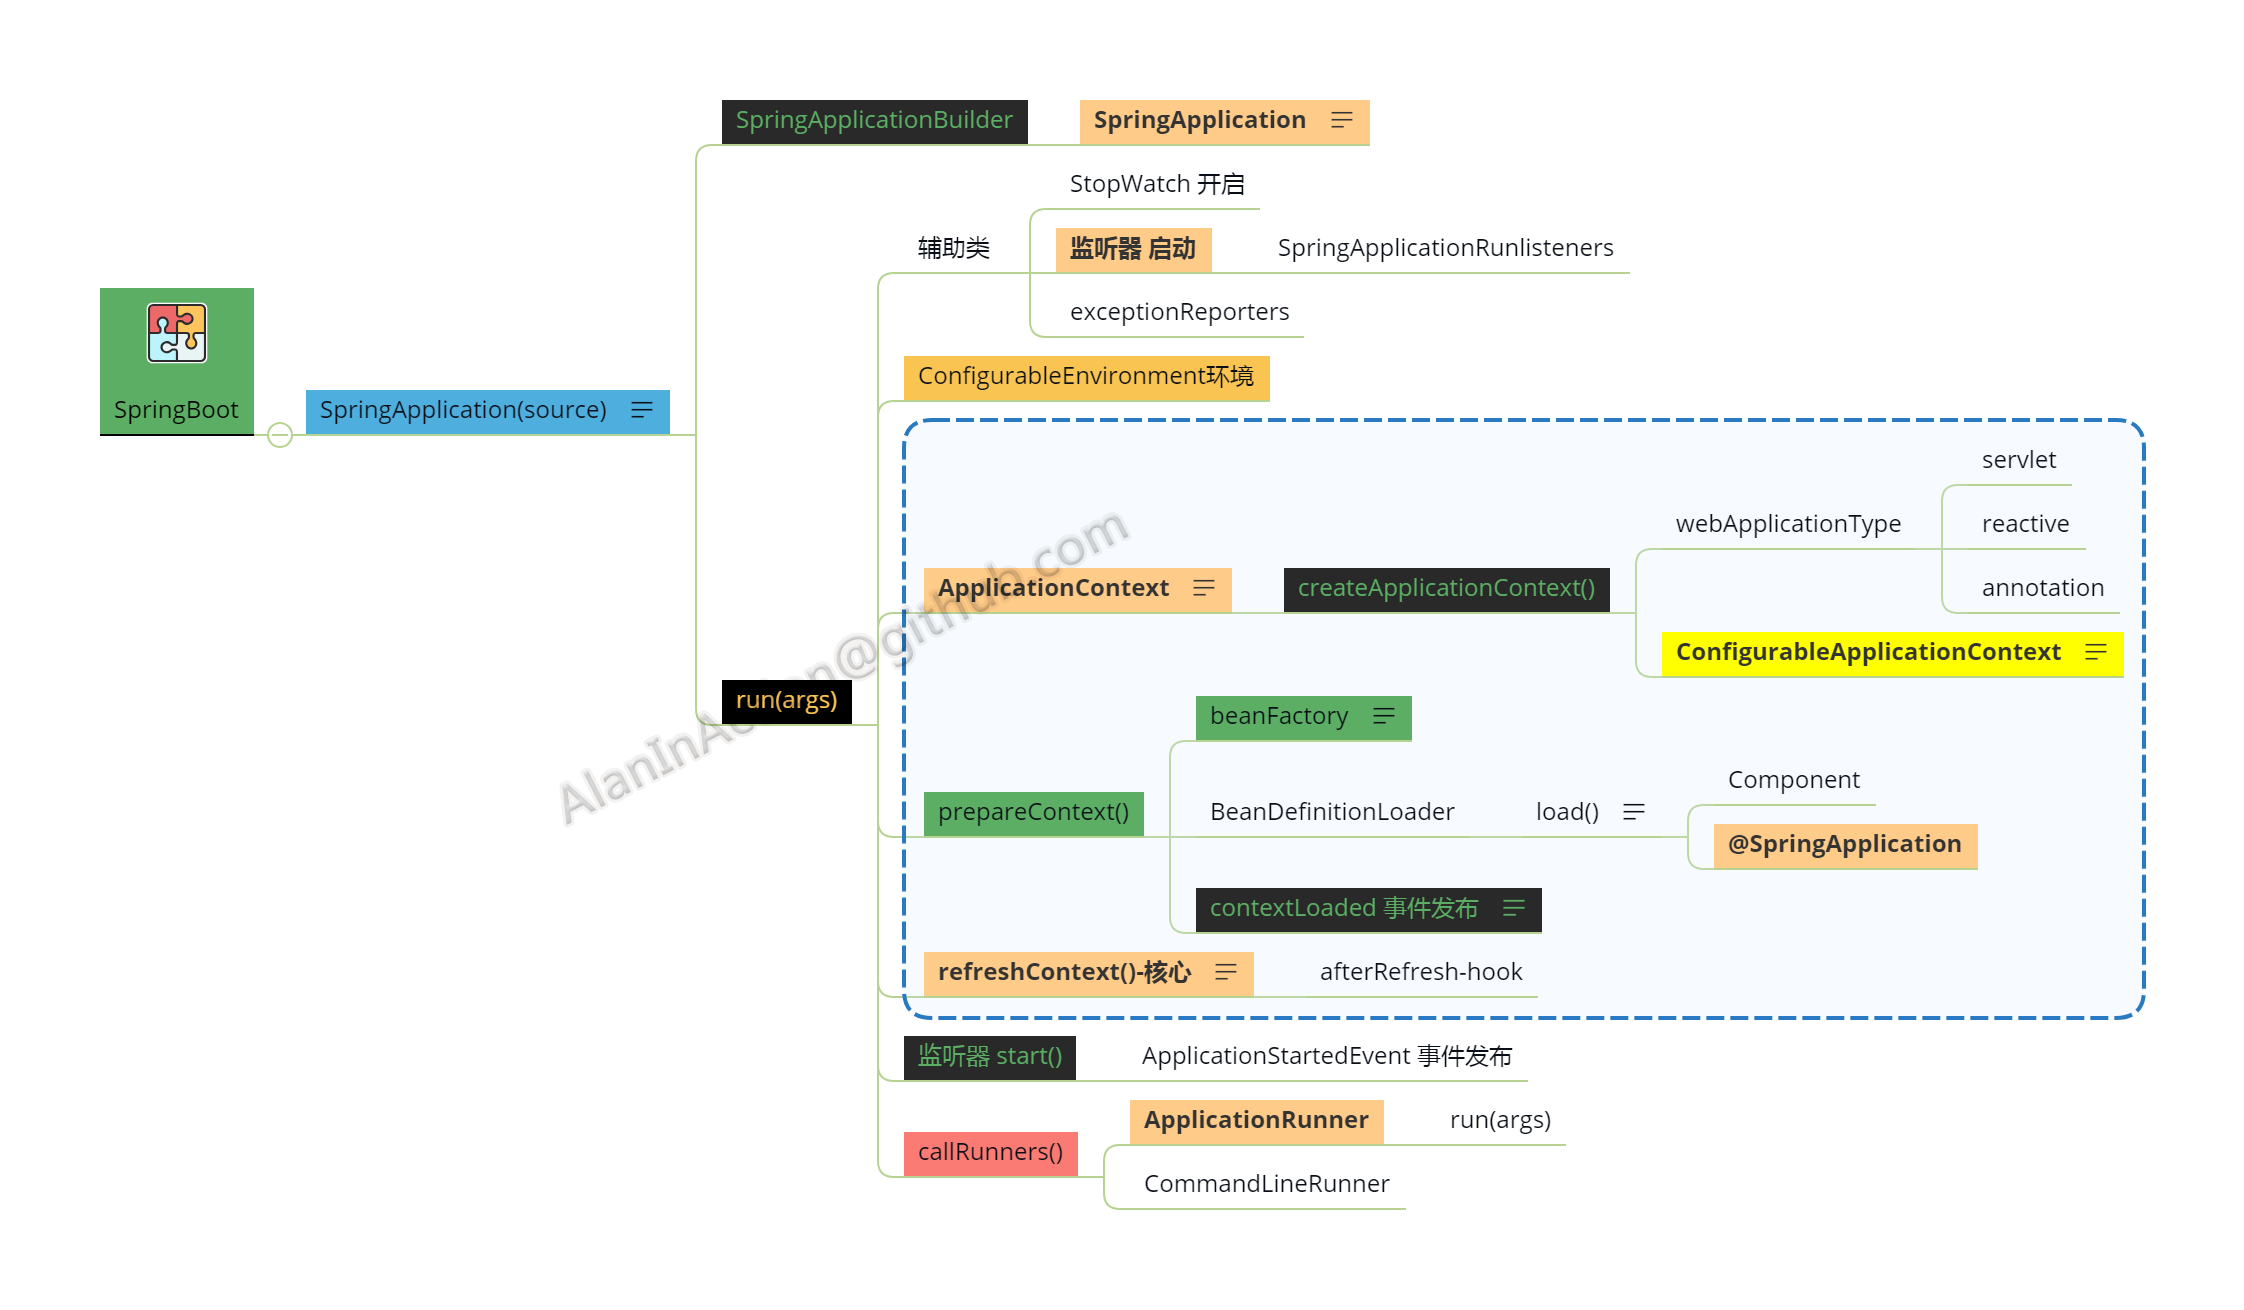 SpringBoot
SpringApplication(source)
SpringApplicationBuilder
SpringApplication
run(args)
辅助类
StopWatch 开启
监听器 启动
SpringApplicationRunlisteners
exceptionReporters
ConfigurableEnvironment环境
ApplicationContext
createApplicationContext()
webApplicationType
servlet
reactive
annotation
ConfigurableApplicationContext
prepareContext()
beanFactory
BeanDefinitionLoader
load()
Component
@SpringApplication
contextLoaded 事件发布
refreshContext()-核心
afterRefresh-hook
监听器 start()
ApplicationStartedEvent 事件发布
callRunners()
ApplicationRunner
run(args)
CommandLineRunner